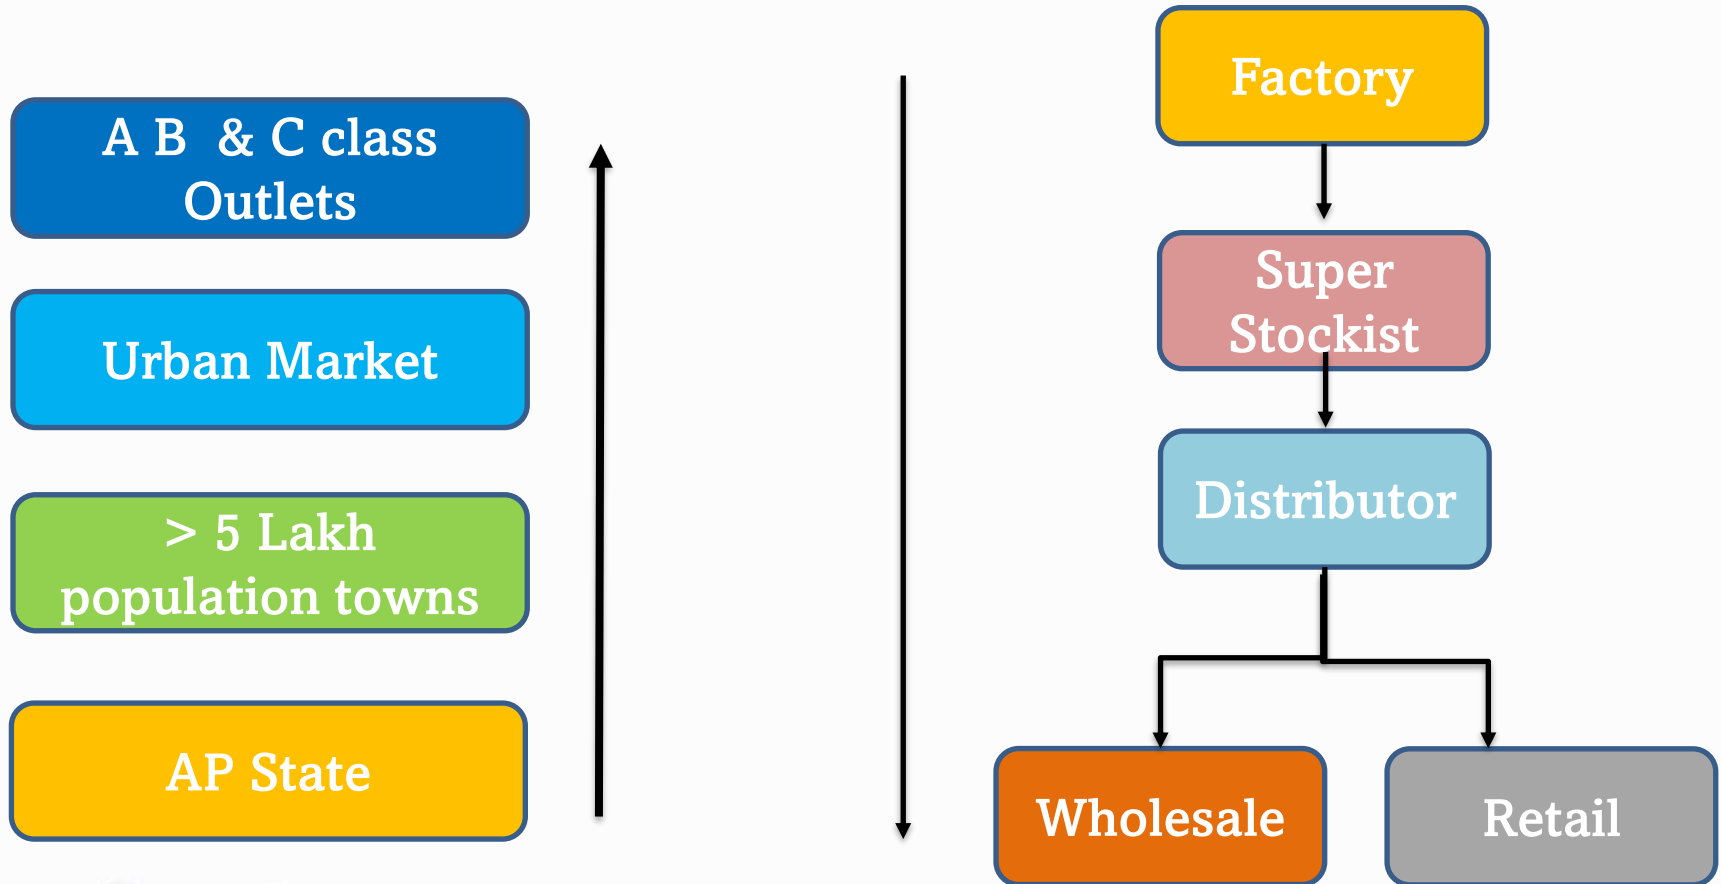 A B & C class
Outlets
Urban Market
> 5 Lakh
population towns
AP State
Factory
Super
Stockist
Distributor
Wholesale
Retail